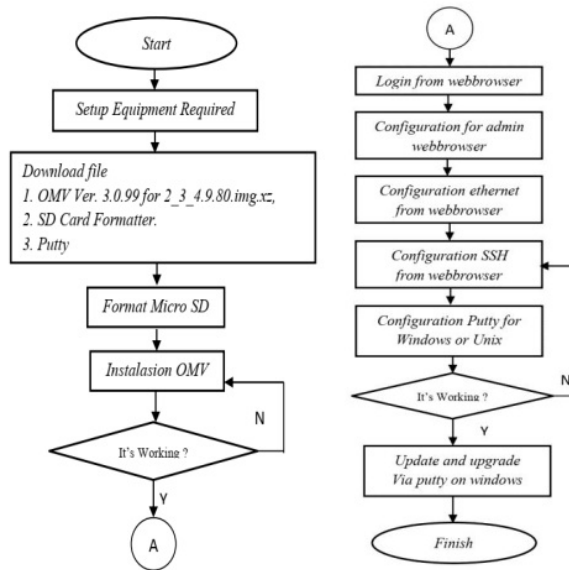 Start
Setup Equipment Required
Download file
1. OMV Ver. 3.0.99 for 2_3_4.9.80.img.xz,
2. SD Card Formatter.
3. Putty
Format Micro SD
Instalasion OMV
N
It's Working ?
Y
A
A
Login from webbrowser
Configuration for admin
webbrowser
Configuration ethernet
from webbrowser
Configuration SSH
from webbrowser
Configuration Putty for
Windows or Unix
N
It's Working ?
Y
Update and upgrade
Via putty on windows
Finish